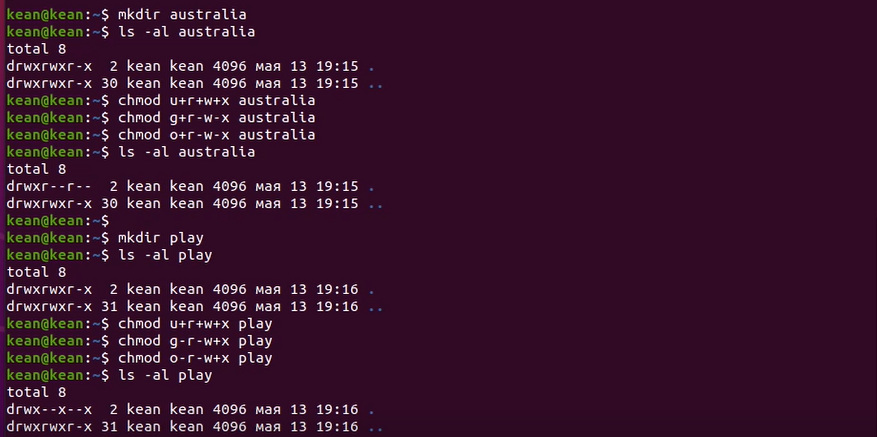 kean@kean:~$ mkdir australia
kean@kean:~$ ls -al australia
total 8
drwxrwxr-x  2 kean kean 4096 мая 13 19:15 .
drwxrwxr-x 30 kean kean 4096 мая 13 19:15 ..
kean@kean:~$ chmod u+r+w+x australia
kean@kean:~$ chmod g+r-w-x australia
kean@kean:~$ chmod o+r-w-x australia
kean@kean:~$ ls -al australia
total 8
drwxr--r--  2 kean kean 4096 мая 13 19:15 .
drwxrwxr-x 30 kean kean 4096 мая 13 19:15 ..
kean@kean:~$
kean@kean:~$ mkdir play
kean@kean:~$ ls -al play
total 8
drwxrwxr-x  2 kean kean 4096 мая 13 19:16 .
drwxrwxr-x 31 kean kean 4096 мая 13 19:16 ..
kean@kean:~$ chmod u+r+w+x play
kean@kean:~$ chmod g-r-w+x play
kean@kean:~$ chmod o-r-w+x play
kean@kean:~$ ls -al play
total 8
drwx--x--x  2 kean kean 4096 мая 13 19:16 .
drwxrwxr-x 31 kean kean 4096 мая 13 19:16 ..